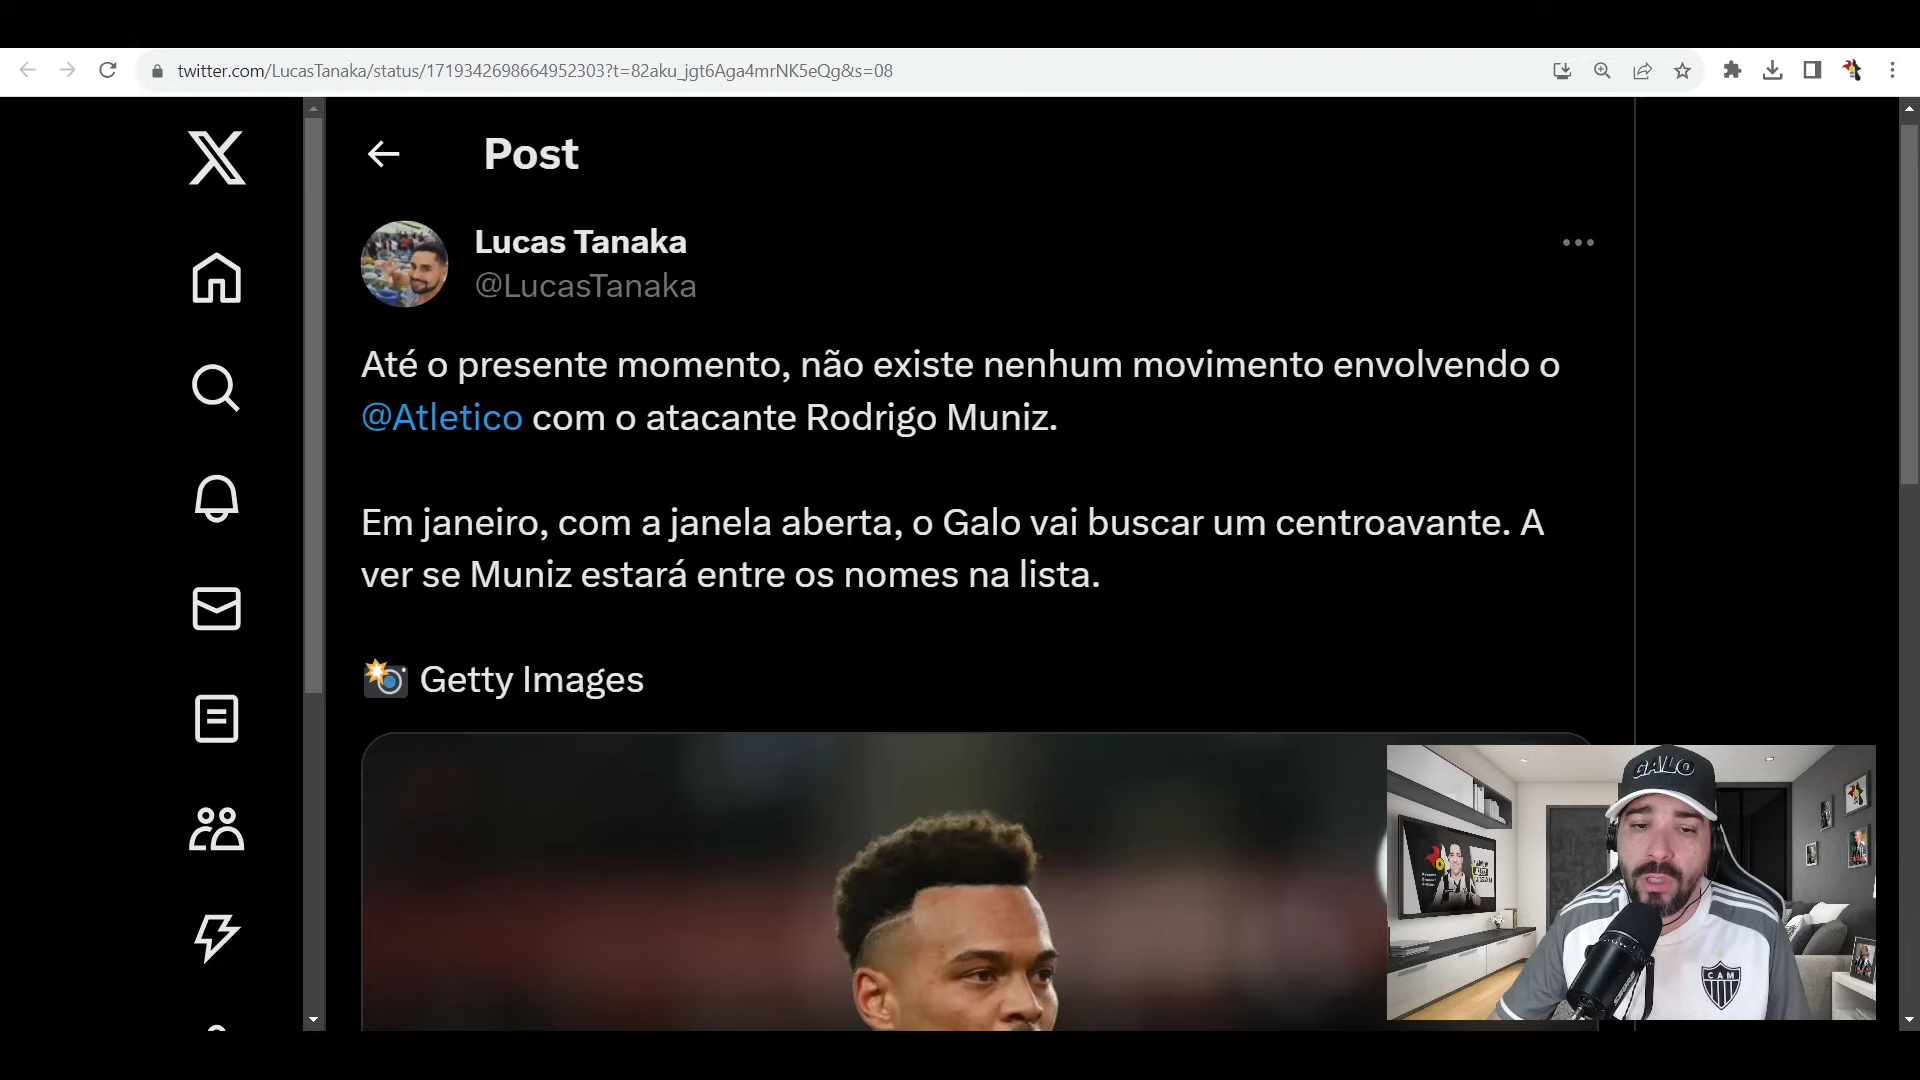 twitter.com/LucasTanaka/status/1719342698664952303?t=82aku_jgt6Aga4mrNK5eQg&s=08
Post
Lucas Tanaka
@LucasTanaka
Até o presente momento, não existe nenhum movimento envolvendo o
@Atletico com o atacante Rodrigo Muniz.
Em janeiro, com a janela aberta, o Galo vai buscar um centroavante. A
ver se Muniz estará entre os nomes na lista.
Getty Images
GALO
CAM